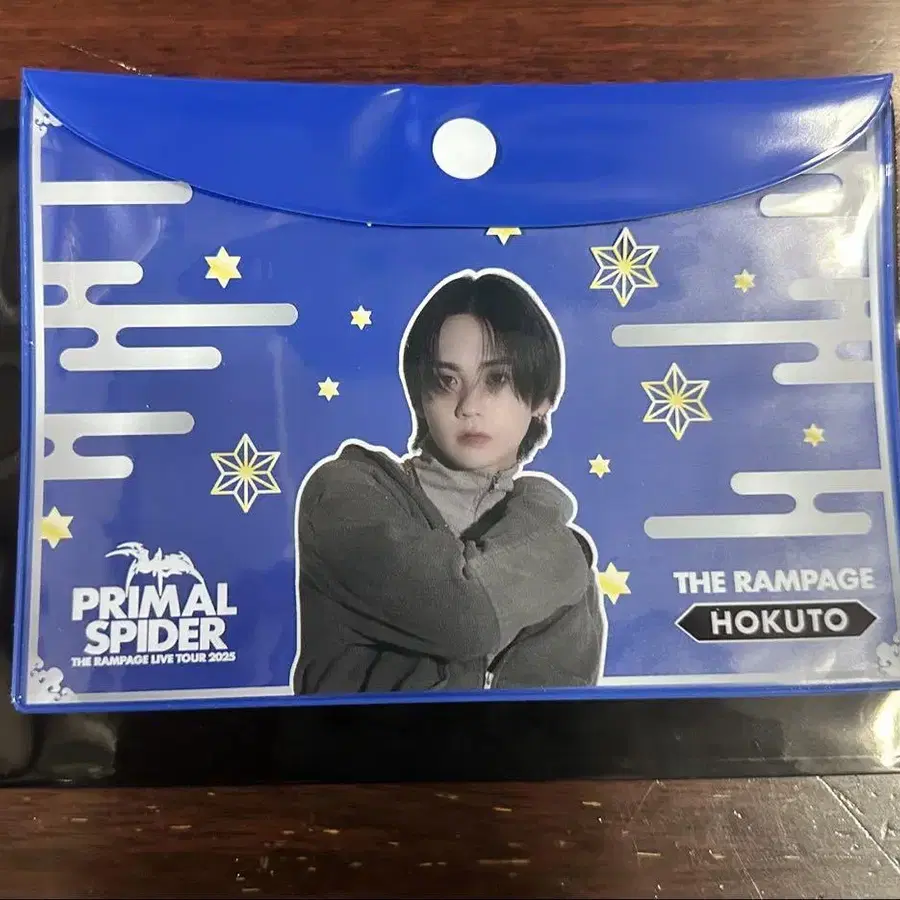 PRIMAL
SPIDER
THE RAMPAGE LIVE TOUR 2025
THE RAMPAGE
HOKUTO